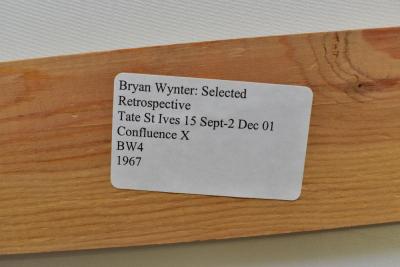 Bryan Wynter: Selected
Retrospective
Tate St Ives 15 Sept-2 Dec 01
Confluence X
BW4
1967